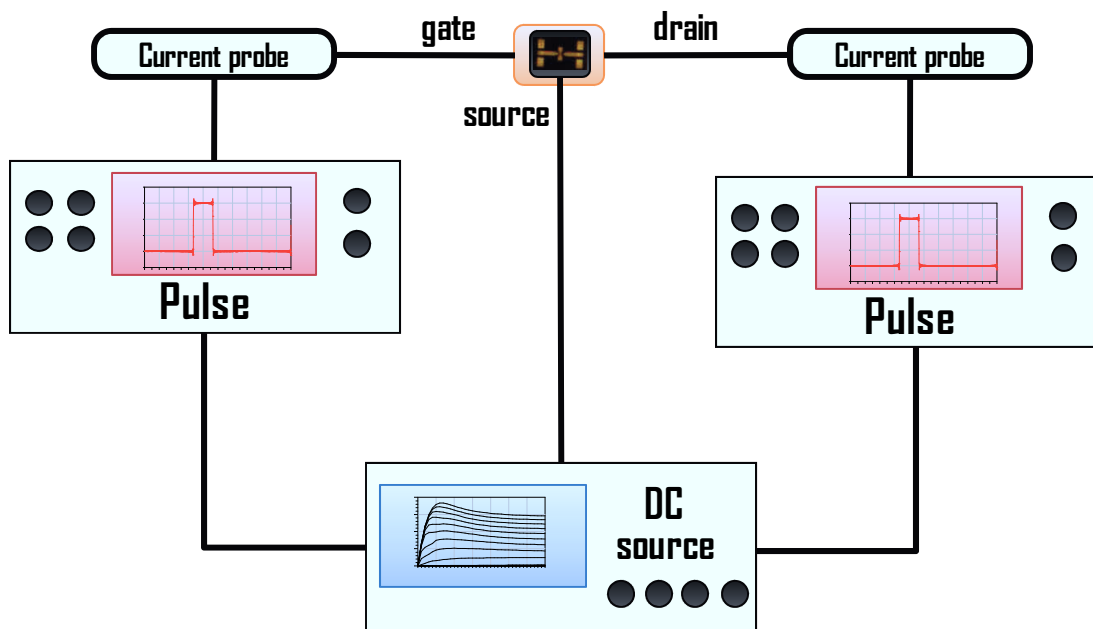 gate
drain
Current probe
Current probe
source
Pulse
Pulse
DC
source